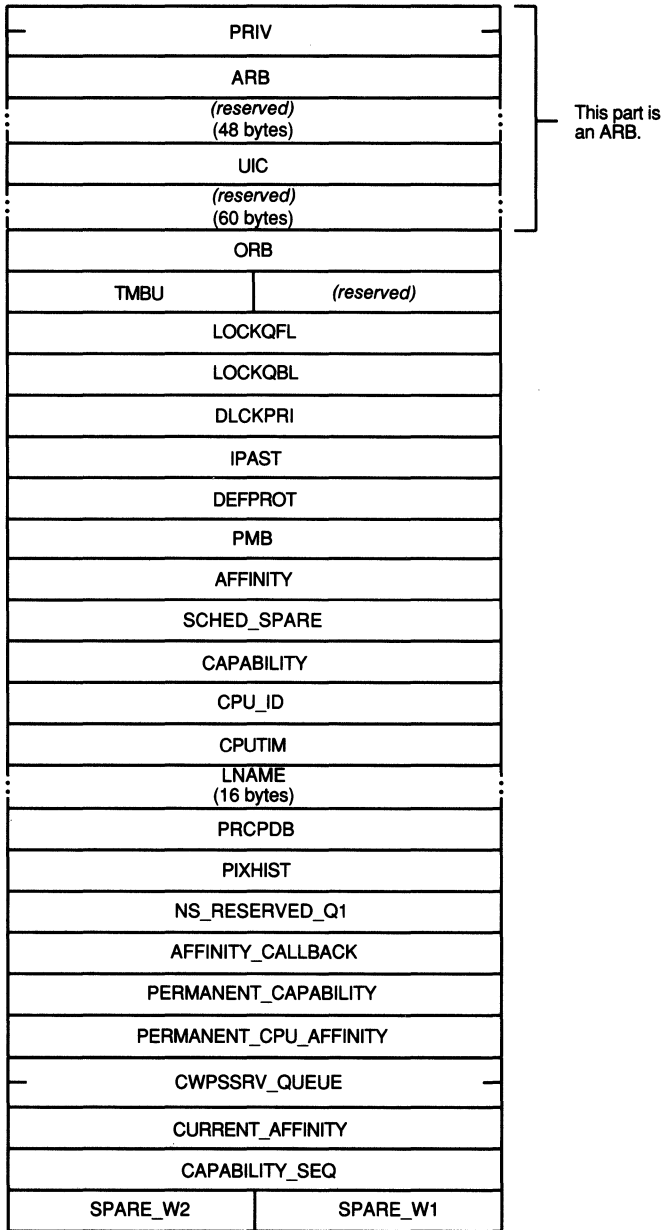 PRIV
ARB
(reserved)
(48 bytes)
This part is
an ARB.
UIC
(reserved)
(60 bytes)
ORB
TMBU (reserved)
LOCKQFL
LOCKQBL
DLCKPRI
IPAST
DEFPROT
PMB
AFFINITY
SCHED_SPARE
CAPABILITY
CPU_ID
CPUTIM
LNAME
(16 bytes)
PRCPDB
PIXHIST
NS_RESERVED_Q1
AFFINITY_CALLBACK
PERMANENT_CAPABILITY
PERMANENT_CPU_AFFINITY
CWPSSRV_QUEUE
CURRENT_AFFINITY
CAPABILITY_SEQ
SPARE_W2 SPARE_W1